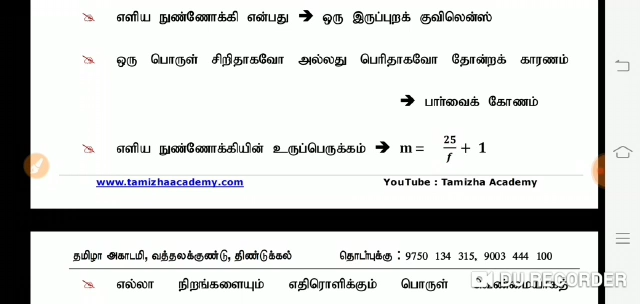 எளிய நுண்ணோக்கி என்பது ➔ ஒரு இருப்புறக் குவிலென்ஸ்
ஒரு பொருள் சிறிதாகவோ அல்லது பெரிதாகவோ தோன்றக் காரணம்
➔ பார்வைக் கோணம்
எளிய நுண்ணோக்கியின் உருப்பெருக்கம் ➔ m = 25/f + 1
www.tamizhaacademy.com YouTube : Tamizha Academy
தமிழா அகாடமி, வத்தலக்குண்டு, திண்டுக்கல் தொடர்புக்கு : 9750 134 315, 9003 444 100
எல்லா நிறங்களையும் எதிரொளிக்கும் பொருள்
DU RECORDER